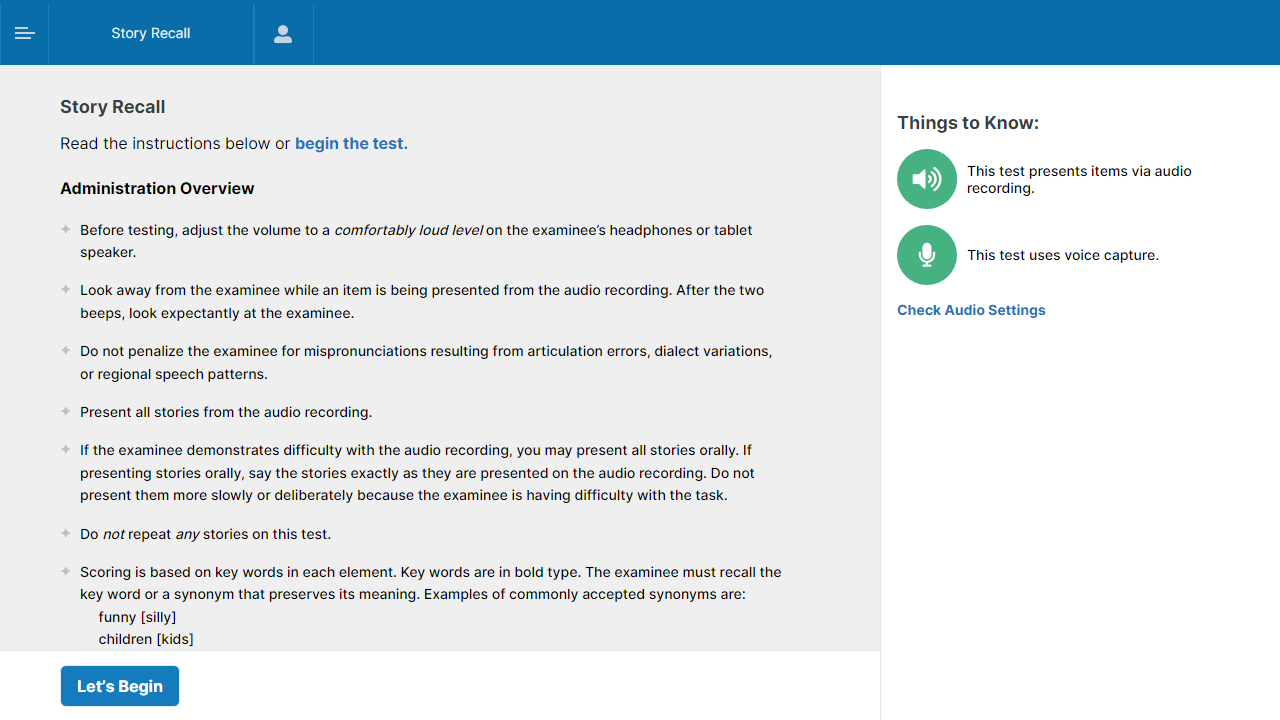 Story Recall
Story Recall
Read the instructions below or begin the test.
Administration Overview
Before testing, adjust the volume to a comfortably loud level on the examinee’s headphones or tablet
speaker.
Look away from the examinee while an item is being presented from the audio recording. After the two
beeps, look expectantly at the examinee.
Do not penalize the examinee for mispronunciations resulting from articulation errors, dialect variations,
or regional speech patterns.
Present all stories from the audio recording.
If the examinee demonstrates difficulty with the audio recording, you may present all stories orally. If
presenting stories orally, say the stories exactly as they are presented on the audio recording. Do not
present them more slowly or deliberately because the examinee is having difficulty with the task.
Do not repeat any stories on this test.
Scoring is based on key words in each element. Key words are in bold type. The examinee must recall the
key word or a synonym that preserves its meaning. Examples of commonly accepted synonyms are:
funny [silly]
children [kids]
Let’s Begin
Things to Know:
This test presents items via audio
recording.
This test uses voice capture.
Check Audio Settings